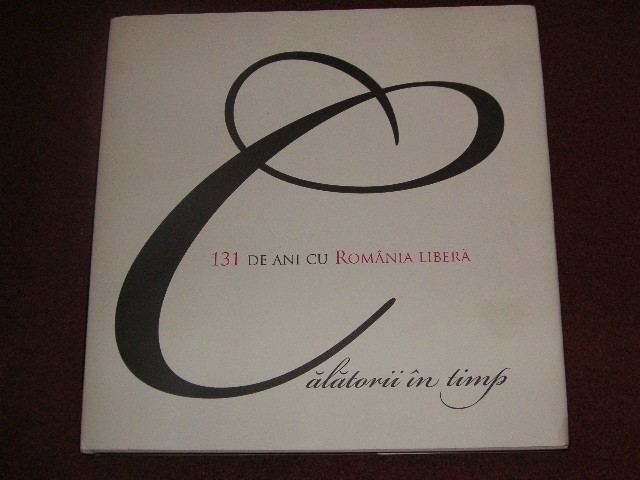 131 DE ANI CU ROMÂNIA LIBERĂ
Călătorii în timp